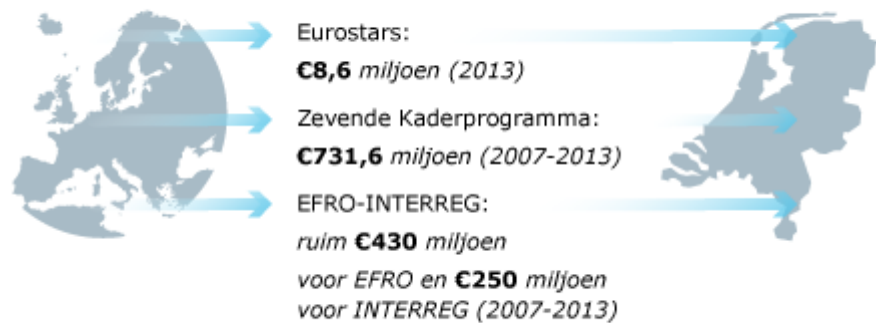 Eurostars:
€8,6 miljoen (2013)
Zevende Kaderprogramma:
€731,6 miljoen (2007-2013)
EFRO-INTERREG:
ruim €430 miljoen
voor EFRO en €250 miljoen
voor INTERREG (2007-2013)